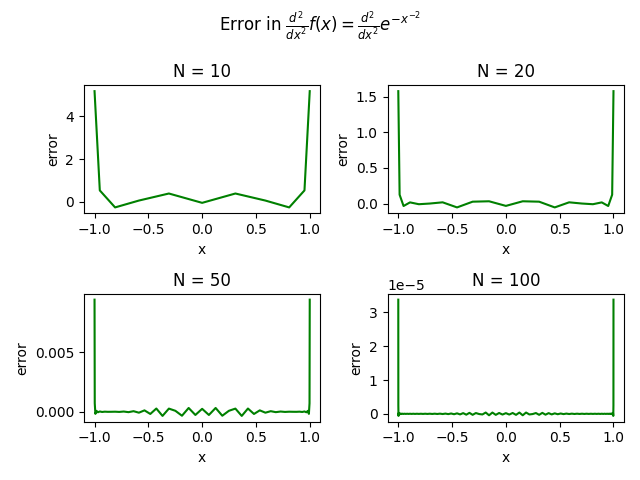 Error in $\frac{d^2}{dx^2}f(x) = \frac{d^2}{dx^2}e^{-x^{-2}}$
N = 10
N = 20
error
4
2
0
−1.0 −0.5 0.0 0.5 1.0
x
error
1.5
1.0
0.5
0.0
−1.0 −0.5 0.0 0.5 1.0
x
N = 50
N = 100
error
0.005
0.000
−1.0 −0.5 0.0 0.5 1.0
x
1e−5
error
3
2
1
0
−1.0 −0.5 0.0 0.5 1.0
x